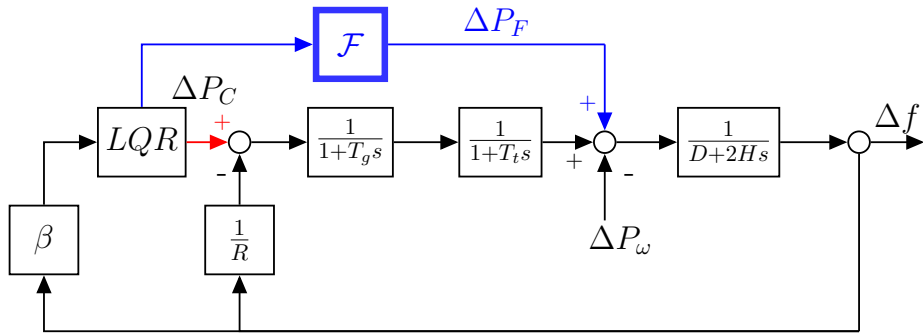 ΔP_F
𝓕
ΔP_C
Δf
+
+
LQR
1/(1+T_g s)
1/(1+T_t s)
1/(D+2Hs)
+
-
-
β
1/R
ΔP_ω